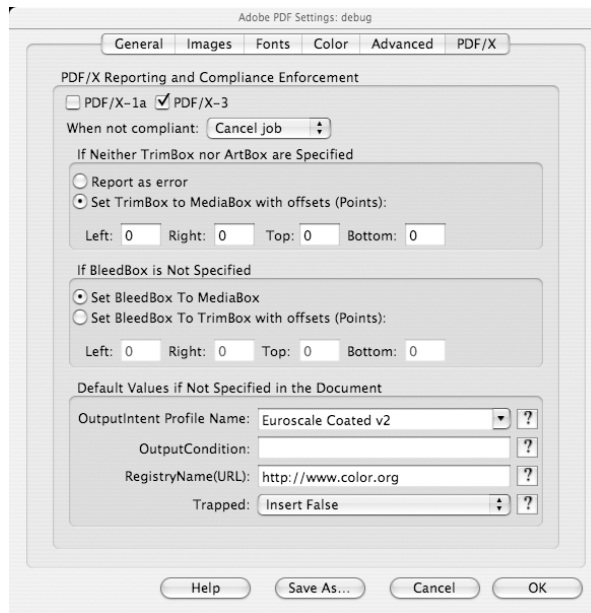 Adobe PDF Settings: debug
General Images Fonts Color Advanced PDF/X
PDF/X Reporting and Compliance Enforcement
PDF/X-1a PDF/X-3
When not compliant: Cancel job
If Neither TrimBox nor ArtBox are Specified
Report as error
Set TrimBox to MediaBox with offsets (Points):
Left: 0 Right: 0 Top: 0 Bottom: 0
If BleedBox is Not Specified
Set BleedBox To MediaBox
Set BleedBox To TrimBox with offsets (Points):
Left: 0 Right: 0 Top: 0 Bottom: 0
Default Values if Not Specified in the Document
OutputIntent Profile Name: Euroscale Coated v2 ?
OutputCondition: ?
RegistryName(URL): http://www.color.org ?
Trapped: Insert False ?
Help Save As... Cancel OK